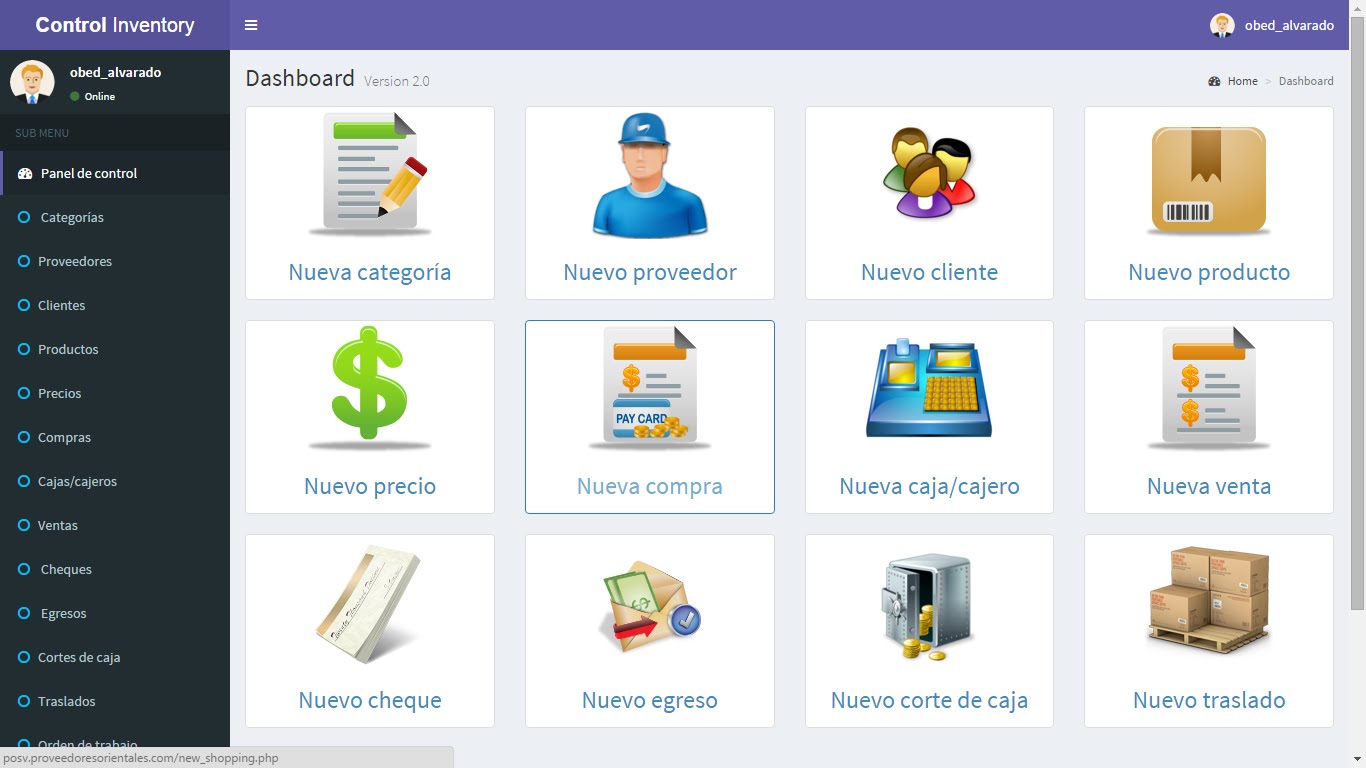 Control Inventory
obed_alvarado
obed_alvarado
Online
Dashboard Version 2.0
Home > Dashboard
SUB MENU
Panel de control
Categorías
Proveedores
Clientes
Productos
Precios
Compras
Cajas/cajeros
Ventas
Cheques
Egresos
Cortes de caja
Traslados
Orden de trabajo
Nueva categoría
Nuevo proveedor
Nuevo cliente
Nuevo producto
PAY CARD
Nuevo precio
Nueva compra
Nueva caja/cajero
Nueva venta
Nuevo cheque
Nuevo egreso
Nuevo corte de caja
Nuevo traslado
posv.proveedoresorientales.com/new_shopping.php